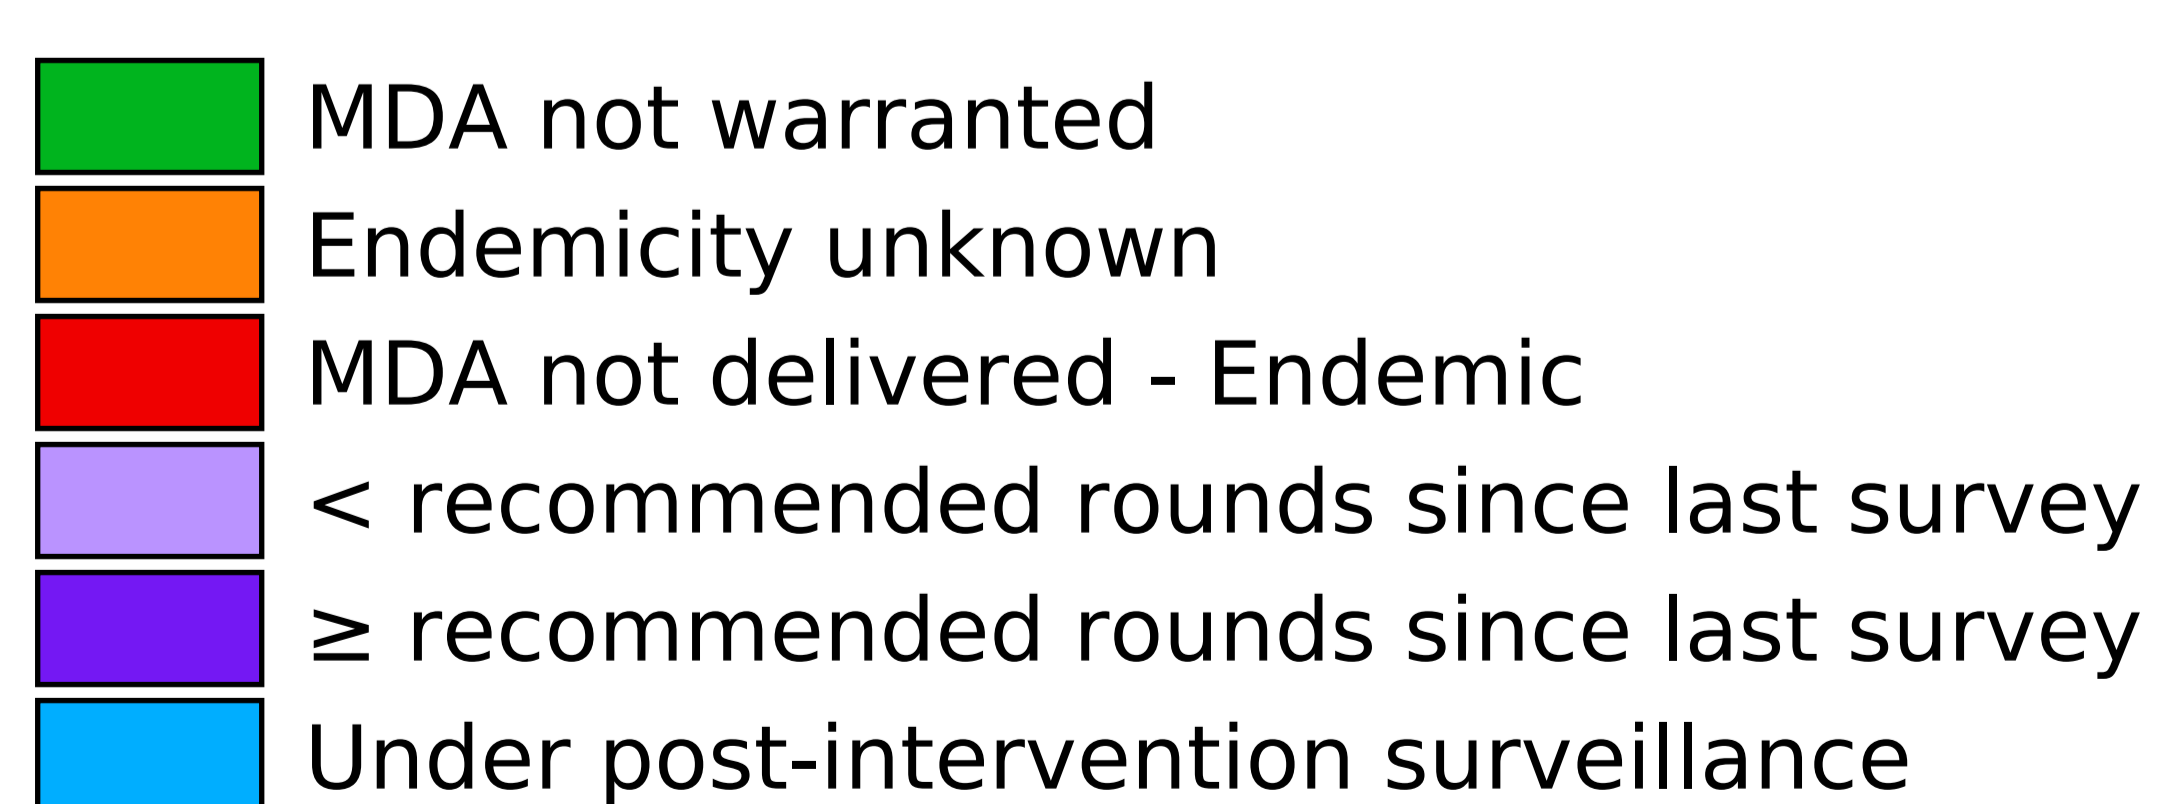 MDA not warranted
Endemicity unknown
MDA not delivered - Endemic
< recommended rounds since last survey
≥ recommended rounds since last survey
Under post-intervention surveillance